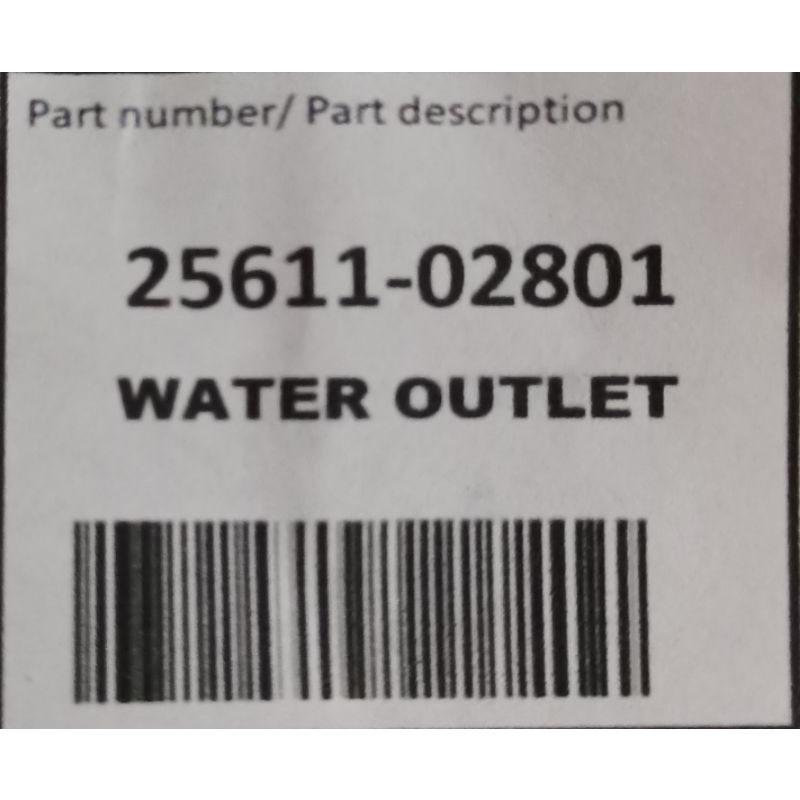 Part number/ Part description
25611-02801
WATER OUTLET